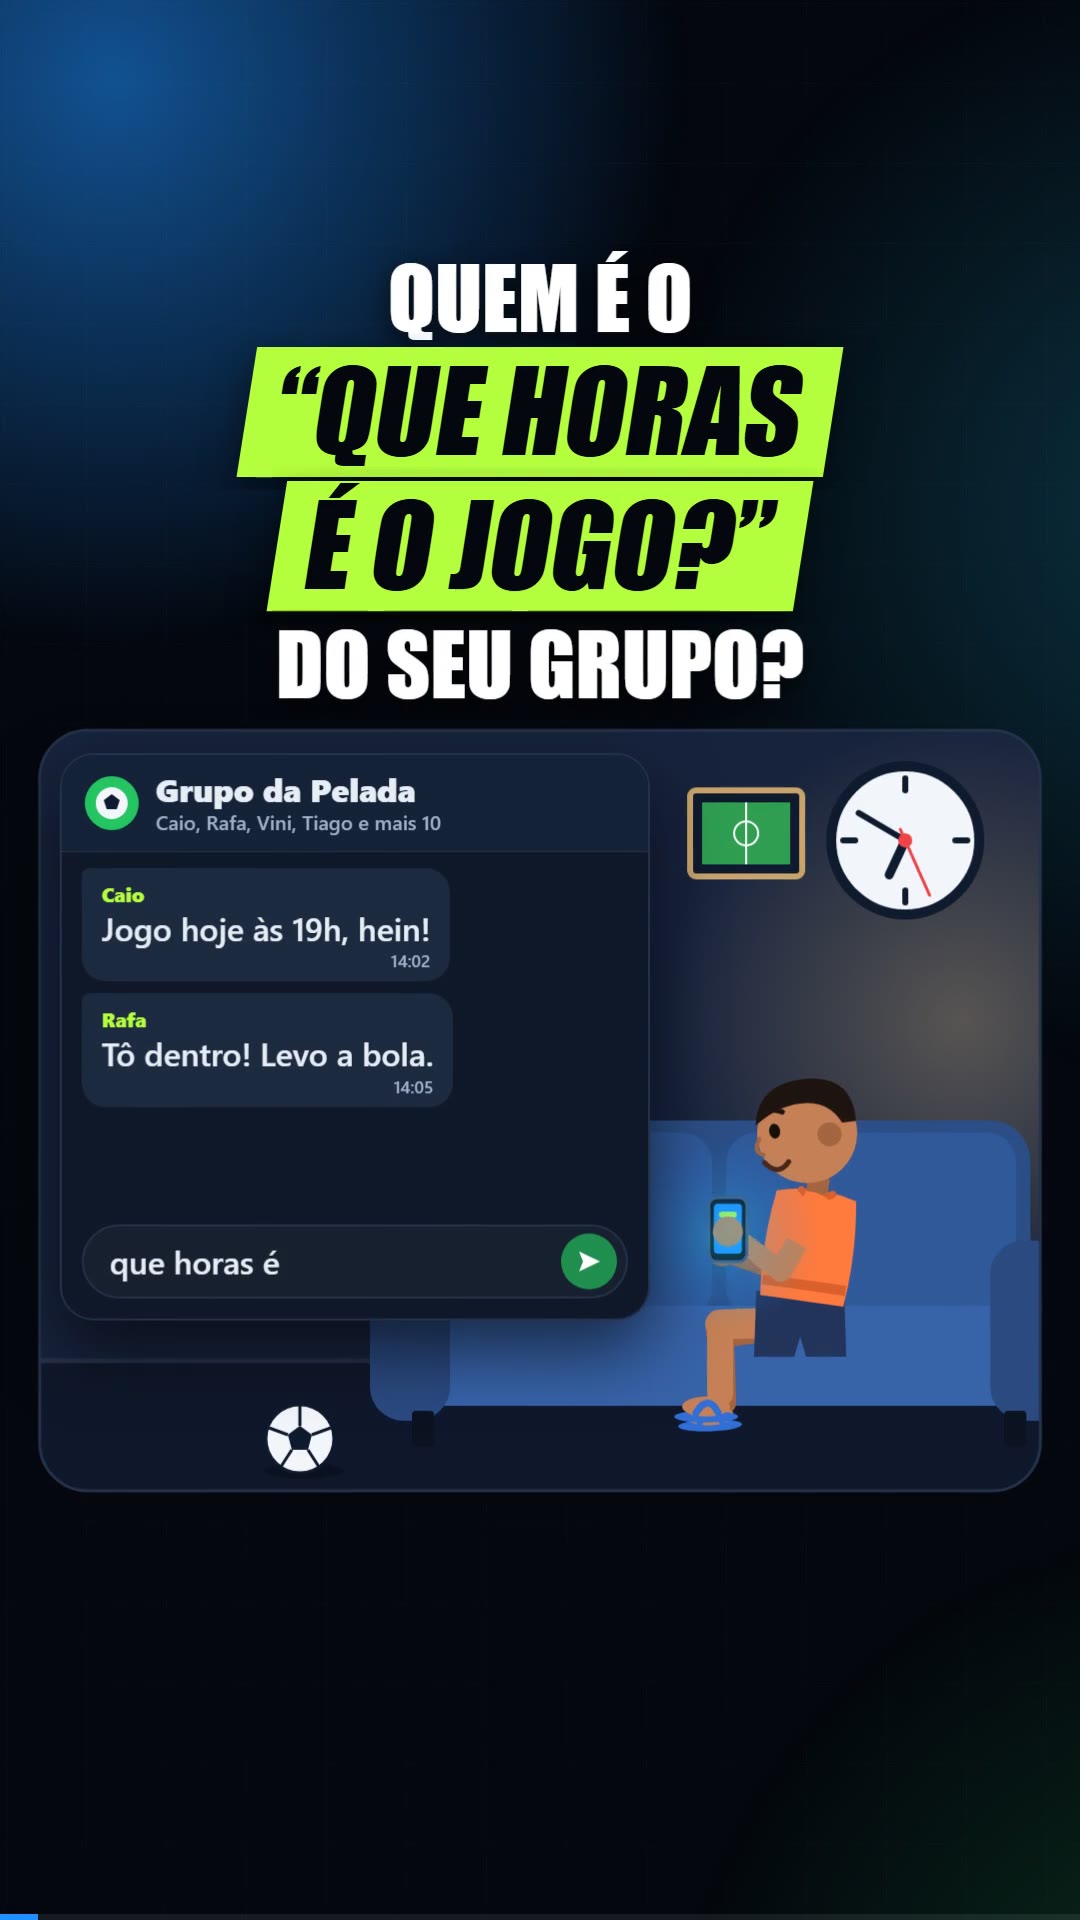 QUEM É O
“QUE HORAS
É O JOGO?”
DO SEU GRUPO?
Grupo da Pelada
Caio, Rafa, Vini, Tiago e mais 10
Caio
Jogo hoje às 19h, hein!
14:02
Rafa
Tô dentro! Levo a bola.
14:05
que horas é